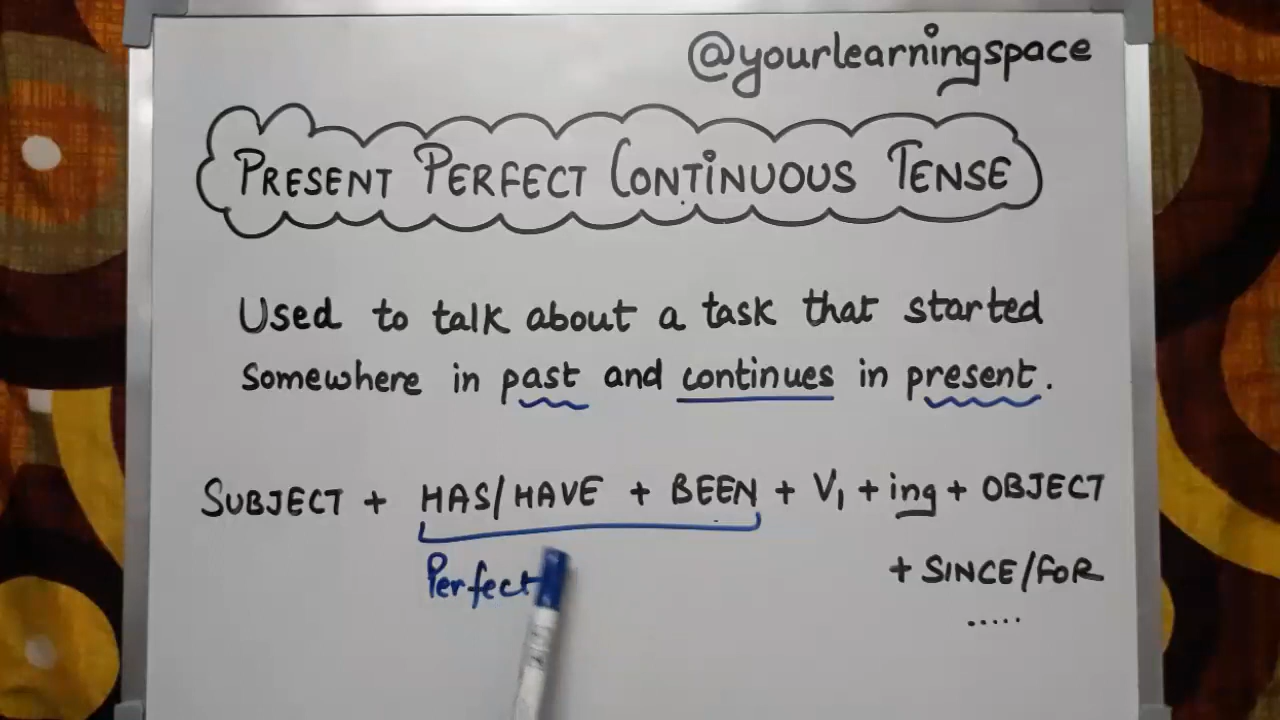 @yourlearningspace
PRESENT PERFECT CONTINUOUS TENSE
Used to talk about a task that started
somewhere in past and continues in present.
SUBJECT + HAS/HAVE + BEEN + V₁ + ing + OBJECT
Perfect
+ SINCE/FOR
.....